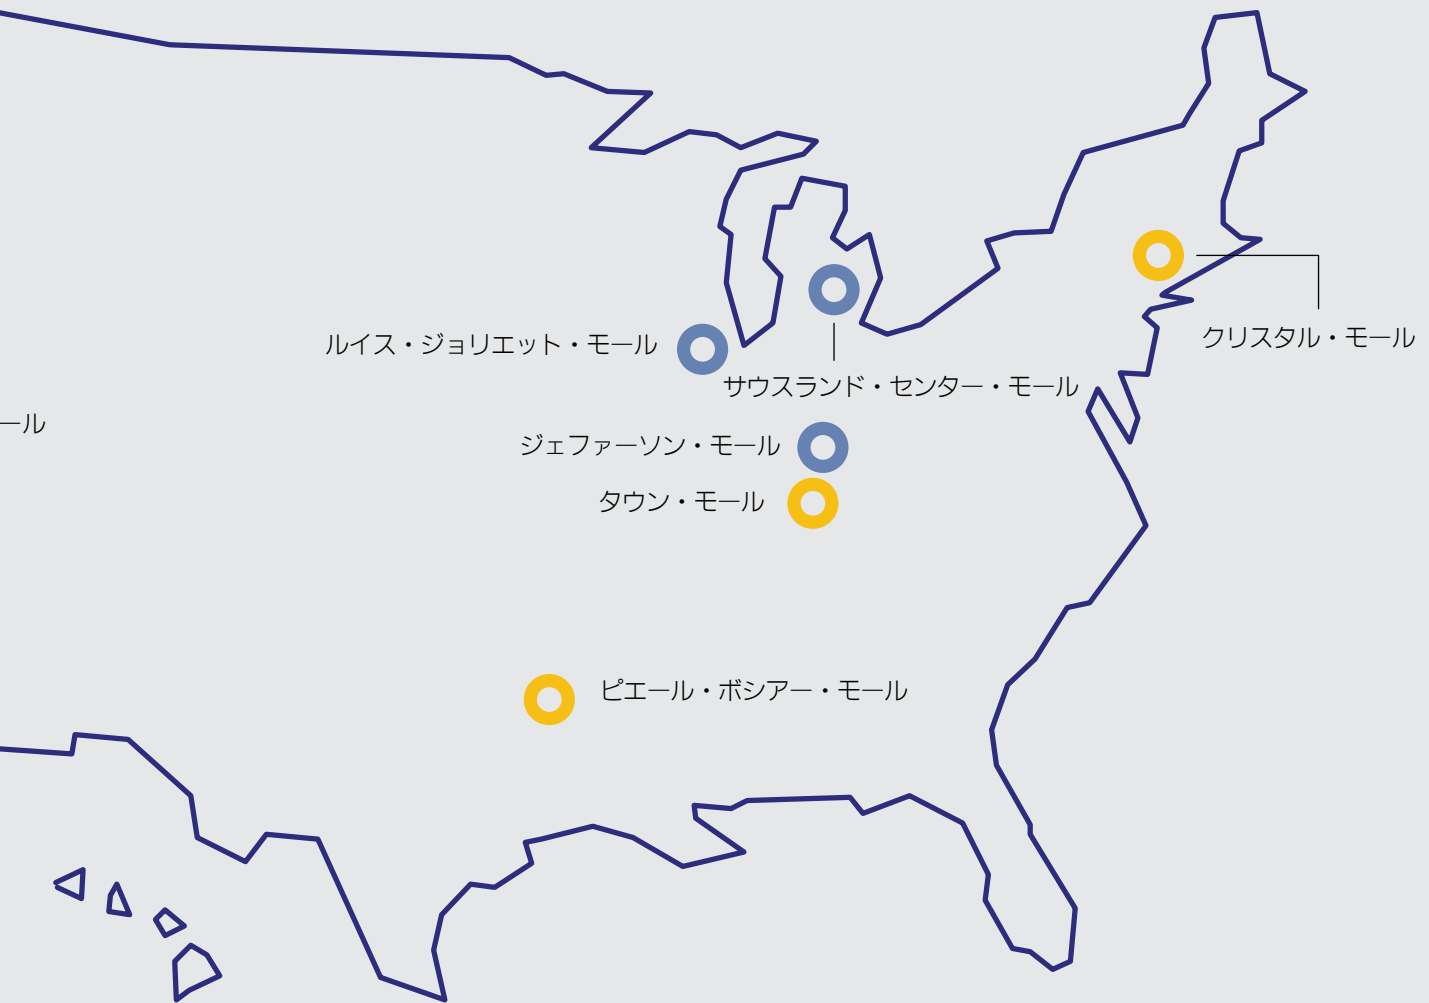 クリスタル・モール
ルイス・ジョリエット・モール
サウスランド・センター・モール
ール
ジェファーソン・モール
タウン・モール
ピエール・ボシアー・モール